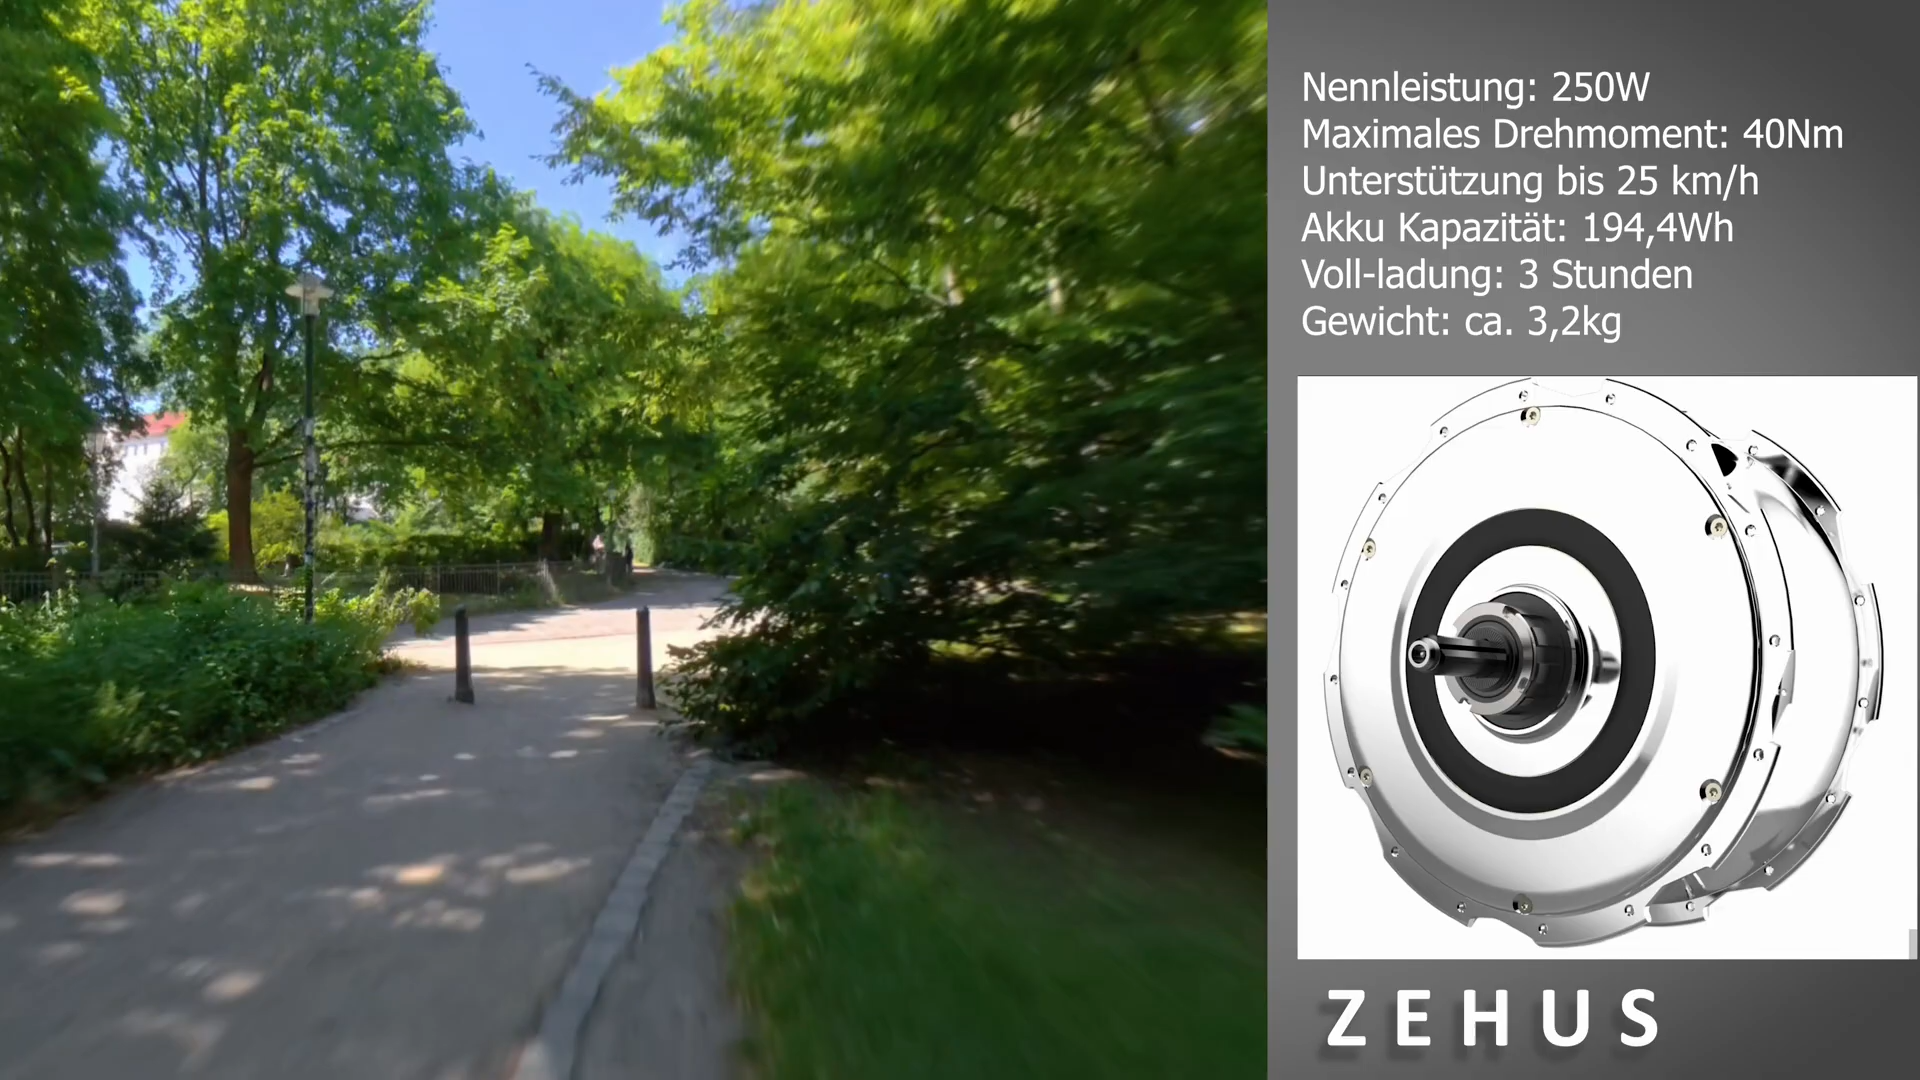 Nennleistung: 250W
Maximales Drehmoment: 40Nm
Unterstützung bis 25 km/h
Akku Kapazität: 194,4Wh
Voll-ladung: 3 Stunden
Gewicht: ca. 3,2kg
ZEHUS